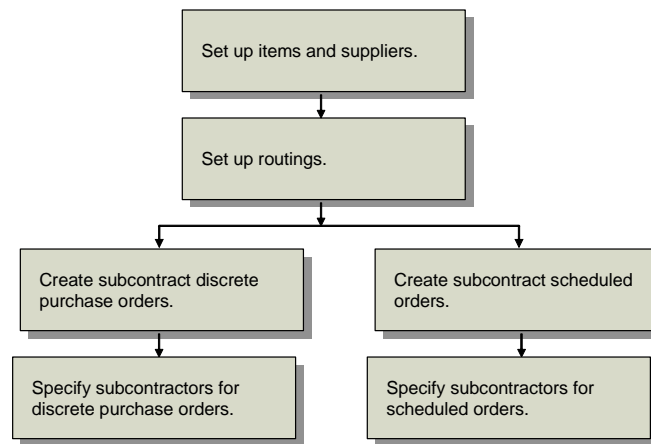 Set up items and suppliers.
Set up routings.
Create subcontract discrete
purchase orders.
Create subcontract scheduled
orders.
Specify subcontractors for
discrete purchase orders.
Specify subcontractors for
scheduled orders.